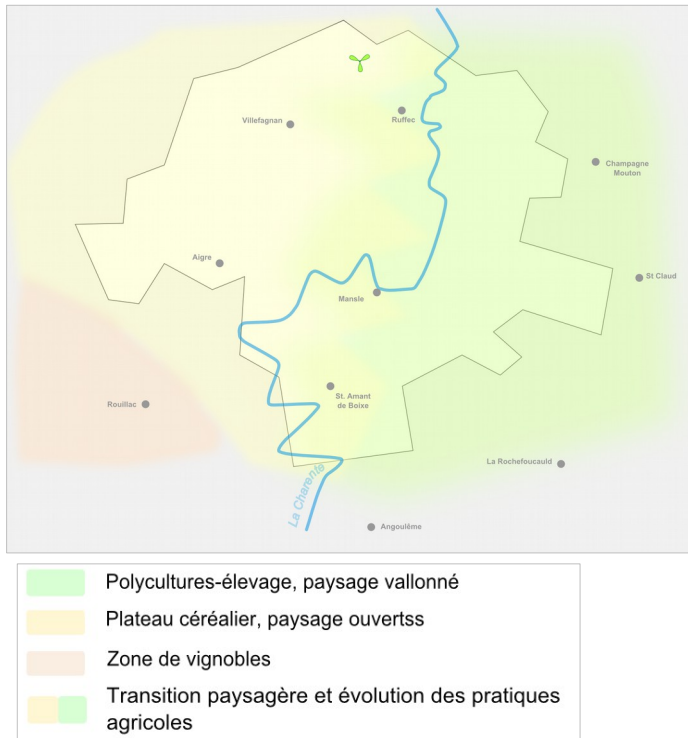 Villefagnan
Ruffec
Champagne
Mouton
Aigre
St Claud
Mansle
St. Amant
de Boixe
Rouillac
La Rochefoucauld
La Charente
Angoulême
Polycultures-élevage, paysage vallonné
Plateau céréalier, paysage ouvertss
Zone de vignobles
Transition paysagère et évolution des pratiques
agricoles